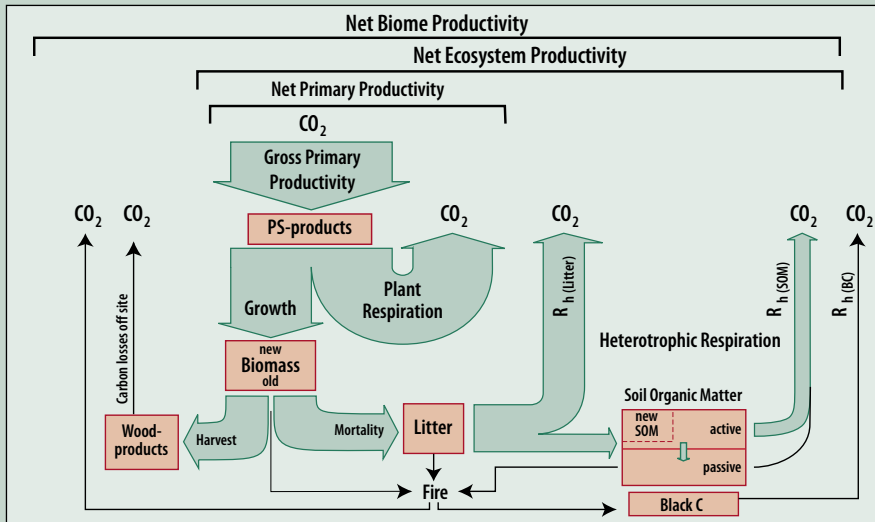 Net Biome Productivity
Net Ecosystem Productivity
Net Primary Productivity
CO2
Gross Primary
Productivity
CO2
CO2
CO2
CO2
CO2
CO2
PS-products
Carbon losses off site
Growth
Plant
Respiration
R h (Litter)
R h (SOM)
R h (BC)
Heterotrophic Respiration
new
Biomass
old
Soil Organic Matter
Wood-
products
Harvest
Mortality
Litter
new
SOM
active
passive
Fire
Black C